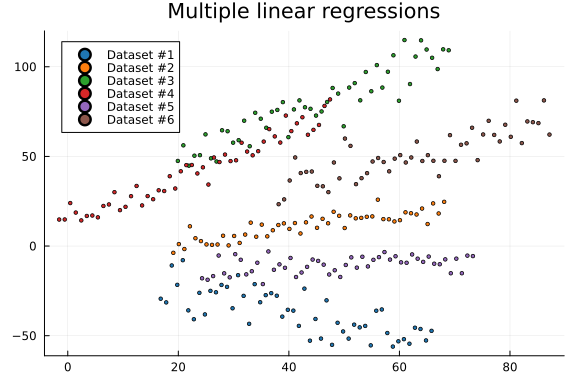 Multiple linear regressions
Dataset #1
Dataset #2
Dataset #3
Dataset #4
Dataset #5
Dataset #6
100
50
0
−50
0 20 40 60 80